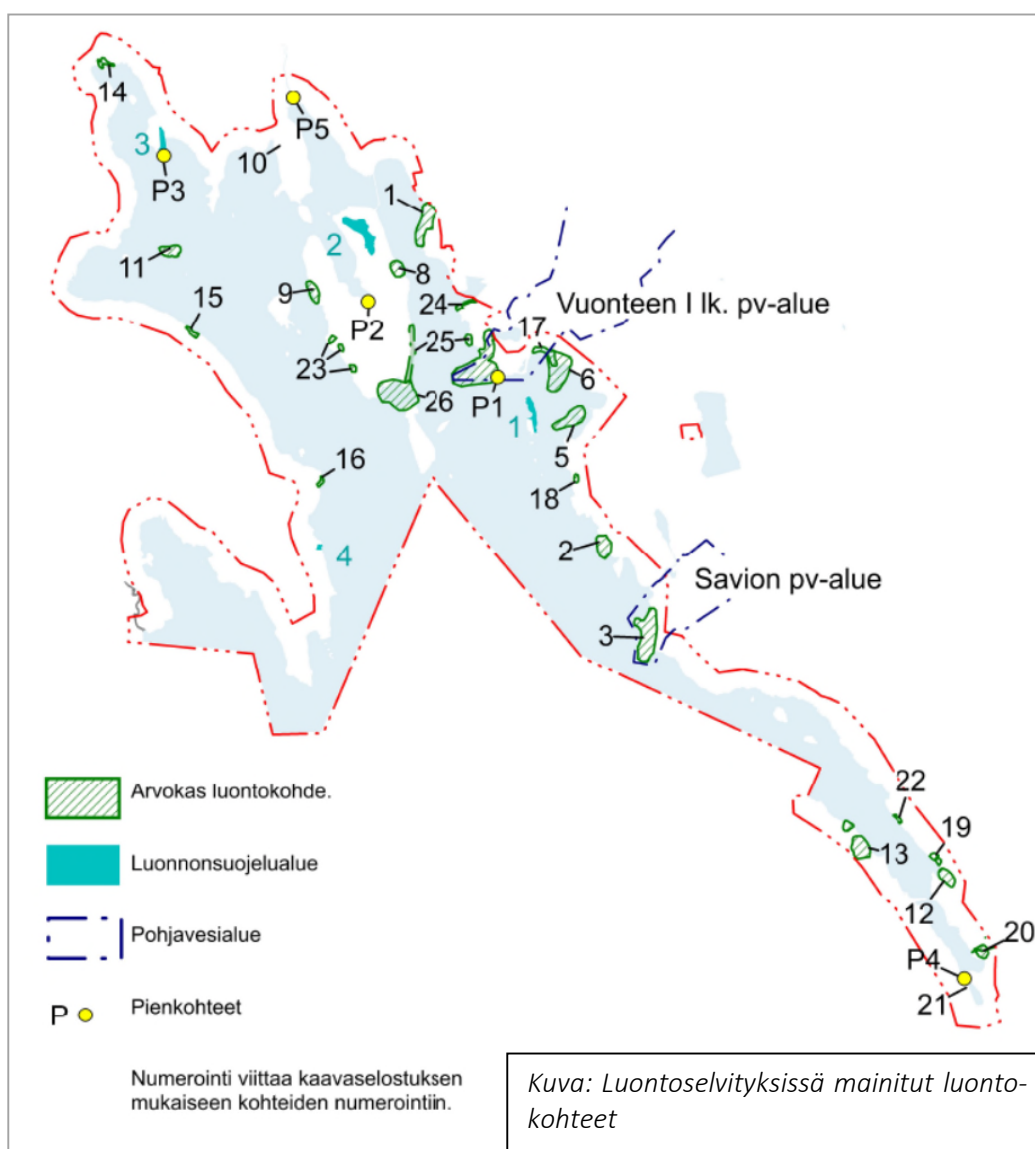 14
P5
3
10
P3
1
2
8
11
9
24
Vuonteen I lk. pv-alue
15
P2
25
17
23
6
26
P1
1
5
16
18
2
4
Savion pv-alue
3
22
19
13
12
20
P4
21
Arvokas luontokohde.
Luonnonsuojelualue
Pohjavesialue
P Pienkohteet
Numerointi viittaa kaavaselostuksen
mukaiseen kohteiden numerointiin.
Kuva: Luontoselvityksissä mainitut luonto-
kohteet